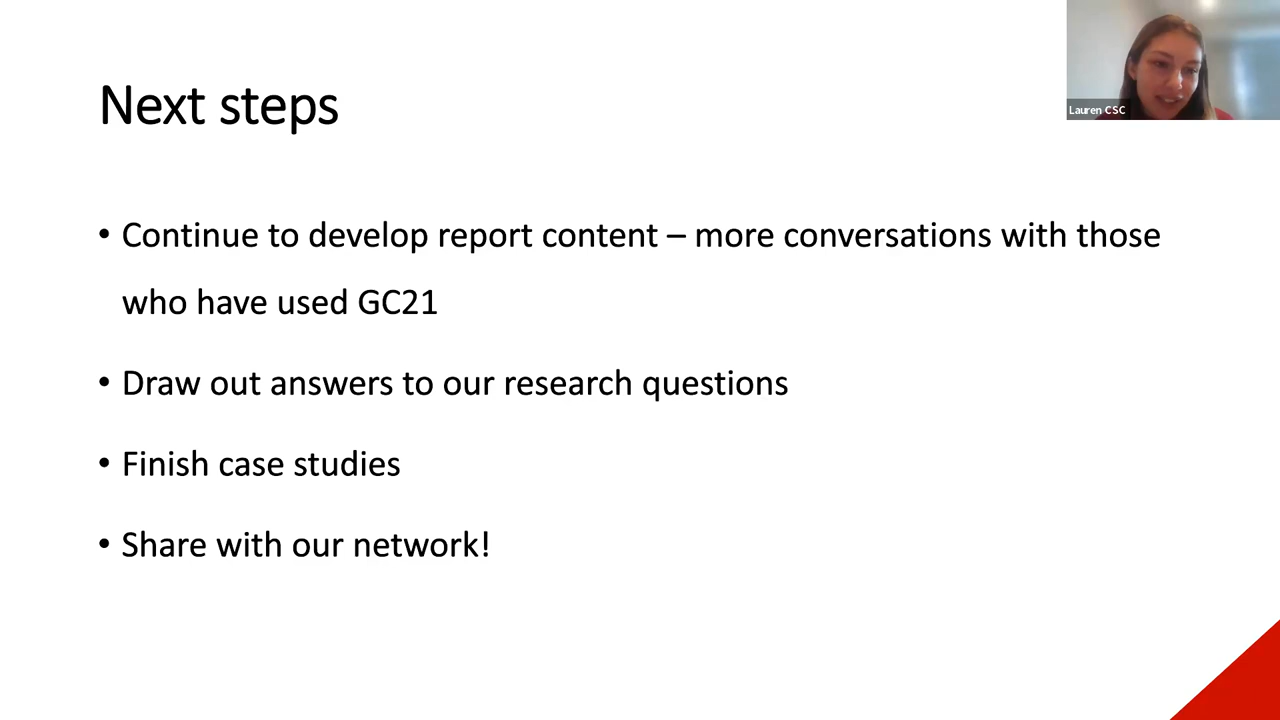 Next steps
Lauren CSC
• Continue to develop report content – more conversations with those
who have used GC21
• Draw out answers to our research questions
• Finish case studies
• Share with our network!